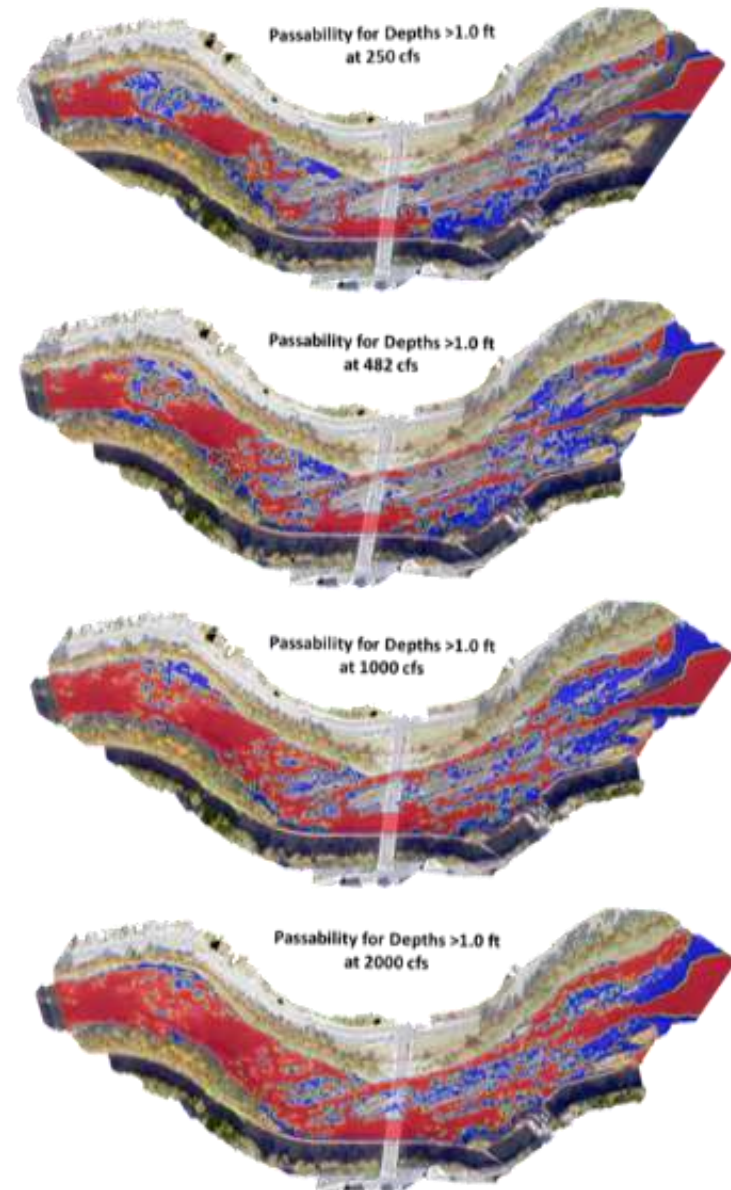 Passability for Depths >1.0 ft
at 250 cfs
Passability for Depths >1.0 ft
at 482 cfs
Passability for Depths >1.0 ft
at 1000 cfs
Passability for Depths >1.0 ft
at 2000 cfs